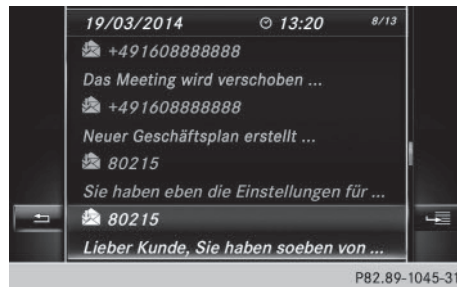 19/03/2014 13:20 8/13
+491608888888
Das Meeting wird verschoben ...
+491608888888
Neuer Geschäftsplan erstellt ...
80215
Sie haben eben die Einstellungen für ...
80215
Lieber Kunde, Sie haben soeben von ...
P82.89-1045-31